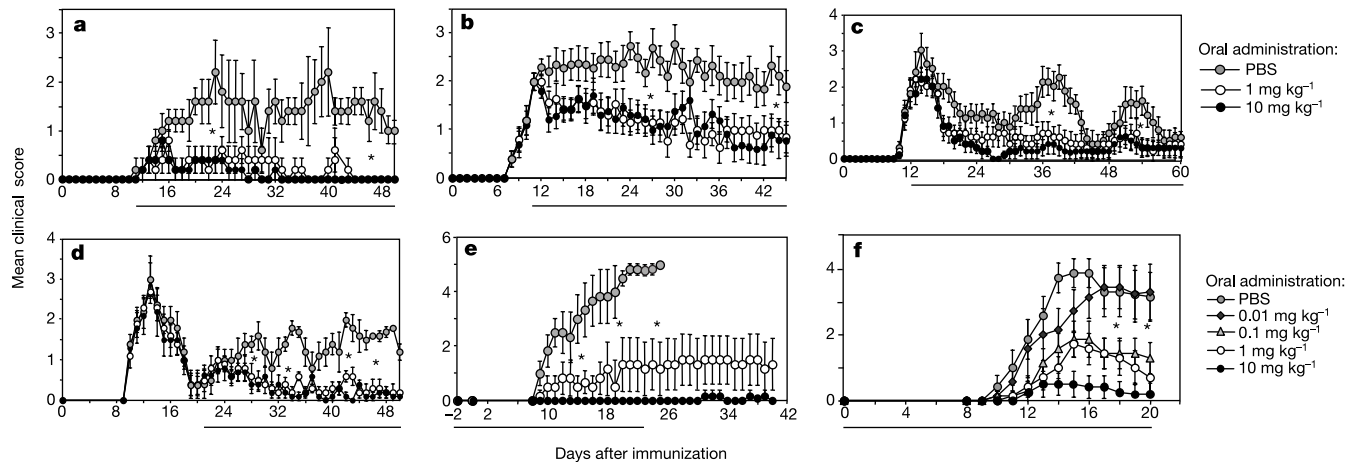 a
3
2
1
0
0 8 16 24 32 40 48
b
3
2
1
0
0 6 12 18 24 30 36 42
c
4
3
2
1
0
0 12 24 36 48 60
Oral administration:
PBS
1 mg kg⁻¹
10 mg kg⁻¹
Mean clinical score
d
4
3
2
1
0
0 8 16 24 32 40 48
e
6
4
2
0
−2 2 8 14 20 26 34 42
f
4
2
0
0 4 8 12 16 20
Oral administration:
PBS
0.01 mg kg⁻¹
0.1 mg kg⁻¹
1 mg kg⁻¹
10 mg kg⁻¹
Days after immunization